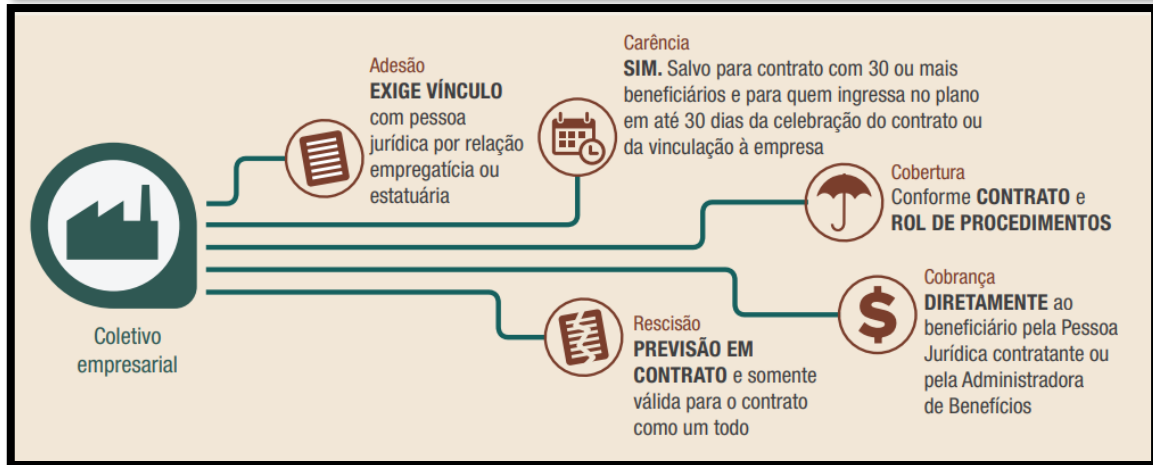 Adesão
EXIGE VÍNCULO
com pessoa
jurídica por relação
empregatícia ou
estatuária
Carência
SIM. Salvo para contrato com 30 ou mais
beneficiários e para quem ingressa no plano
em até 30 dias da celebração do contrato ou
da vinculação à empresa
Cobertura
Conforme CONTRATO e
ROL DE PROCEDIMENTOS
Cobrança
DIRETAMENTE ao
beneficiário pela Pessoa
Jurídica contratante ou
pela Administradora
de Benefícios
Rescisão
PREVISÃO EM
CONTRATO e somente
válida para o contrato
como um todo
Coletivo
empresarial
$